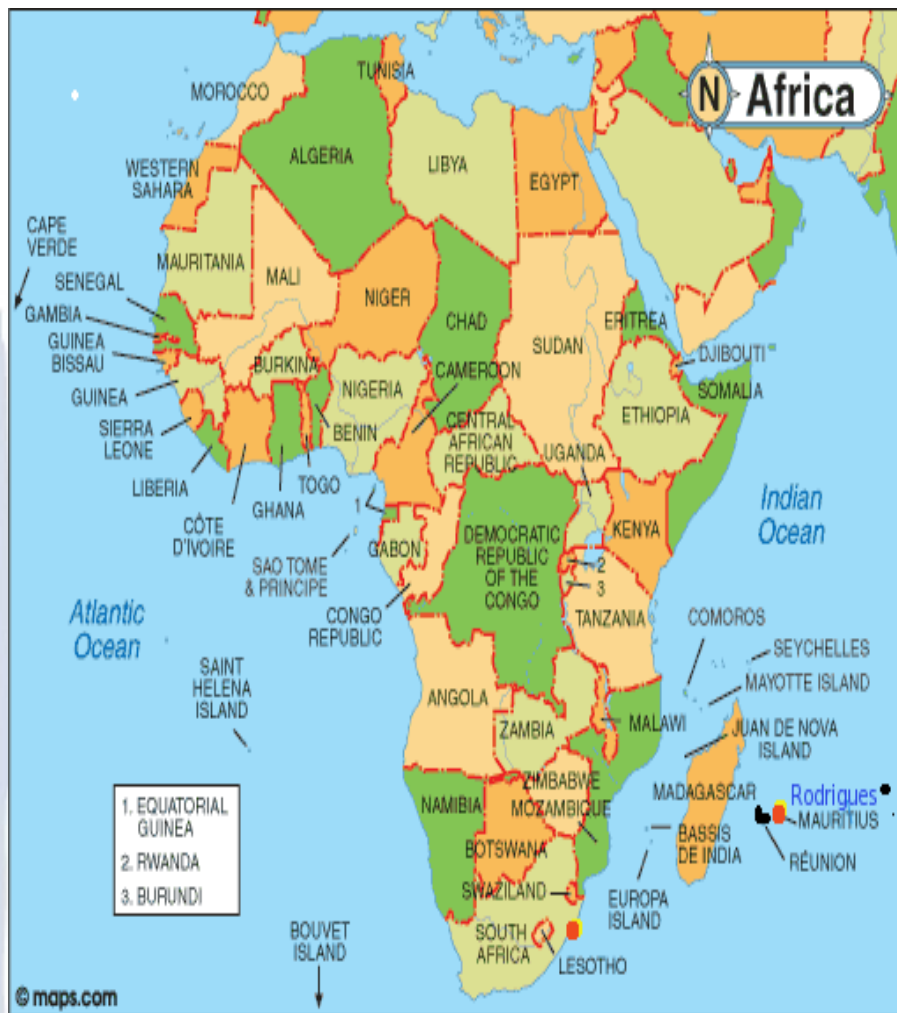 N Africa
TUNISIA
MOROCCO
ALGERIA
LIBYA
EGYPT
WESTERN
SAHARA
CAPE
VERDE
MAURITANIA
MALI
NIGER
CHAD
SUDAN
ERITREA
SENEGAL
GAMBIA
GUINEA
BISSAU
GUINEA
SIERRA
LEONE
LIBERIA
CÔTE
D'IVOIRE
GHANA
TOGO
BENIN
BURKINA
NIGERIA
CAMEROON
CENTRAL
AFRICAN
REPUBLIC
DJIBOUTI
SOMALIA
ETHIOPIA
UGANDA
KENYA
Indian
Ocean
1
SAO TOME
& PRINCIPE
GABON
CONGO
REPUBLIC
DEMOCRATIC
REPUBLIC
OF THE
CONGO
2
3
TANZANIA
Atlantic
Ocean
SAINT
HELENA
ISLAND
COMOROS
SEYCHELLES
MAYOTTE ISLAND
JUAN DE NOVA
ISLAND
ANGOLA
ZAMBIA
MALAWI
ZIMBABWE
MOZAMBIQUE
MADAGASCAR
Rodrigues
MAURITIUS
RÉUNION
BASSIS
DE INDIA
EUROPA
ISLAND
NAMIBIA
BOTSWANA
SWAZILAND
SOUTH
AFRICA
LESOTHO
1. EQUATORIAL
GUINEA
2. RWANDA
3. BURUNDI
BOUVET
ISLAND
© maps.com